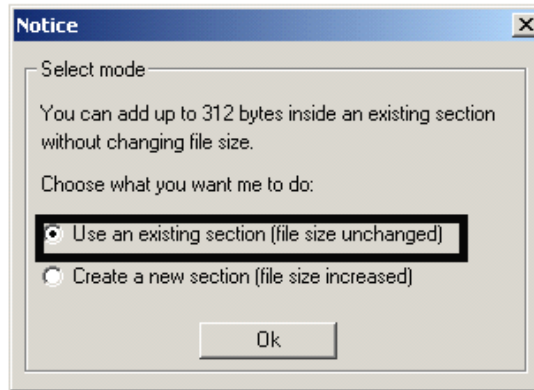 Notice
Select mode
You can add up to 312 bytes inside an existing section
without changing file size.
Choose what you want me to do:
Use an existing section (file size unchanged)
Create a new section (file size increased)
Ok